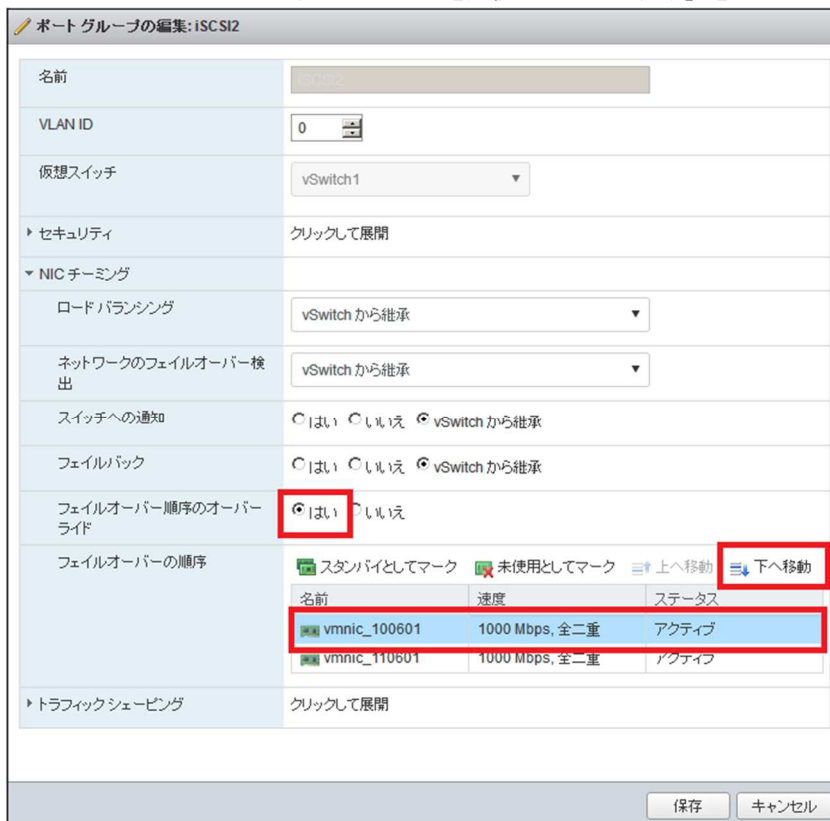 ポート グループの編集: iSCSI2
名前
iSCSI2
VLAN ID
0
仮想スイッチ
vSwitch1
セキュリティ
クリックして展開
NIC チーミング
ロード バランシング
vSwitch から継承
ネットワークのフェイルオーバー検
出
vSwitch から継承
スイッチへの通知
はい いいえ vSwitch から継承
フェイルバック
はい いいえ vSwitch から継承
フェイルオーバー順序のオーバー
ライド
はい いいえ
フェイルオーバーの順序
スタンバイとしてマーク 未使用としてマーク 上へ移動 下へ移動
名前 速度 ステータス
vmnic_100601 1000 Mbps, 全二重 アクティブ
vmnic_110601 1000 Mbps, 全二重 アクティブ
トラフィック シェーピング
クリックして展開
保存 キャンセル